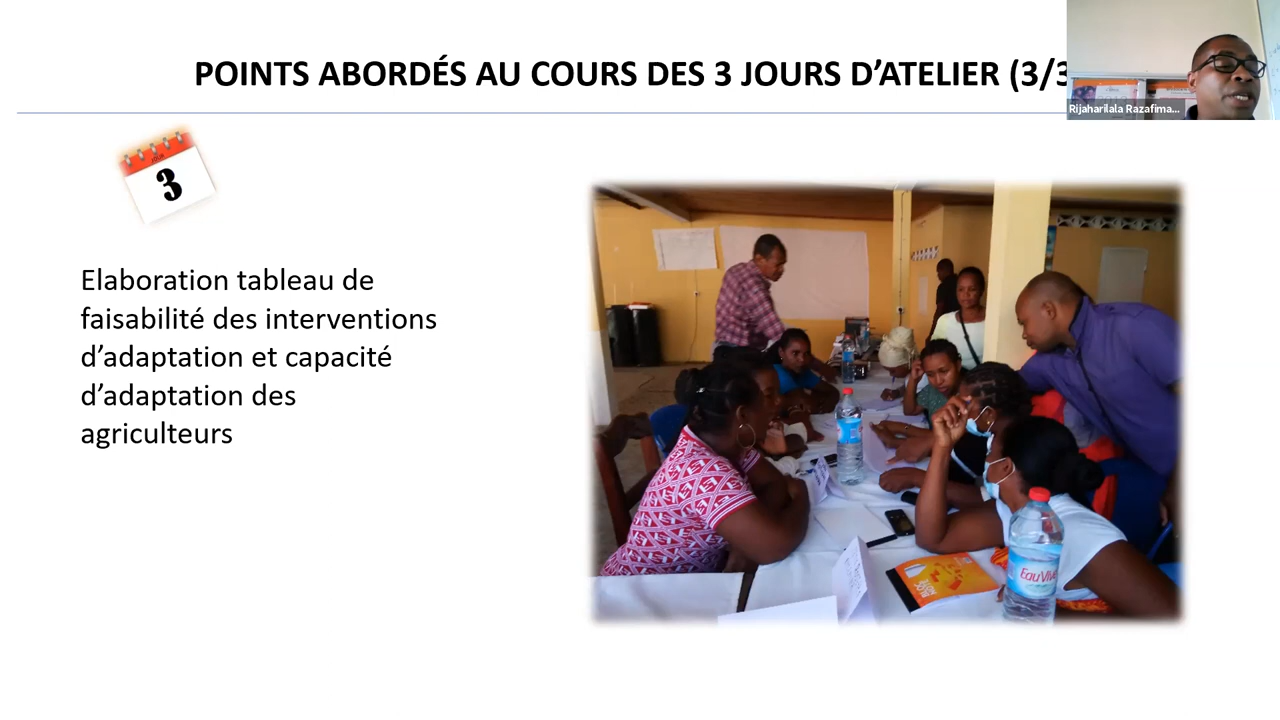 POINTS ABORDÉS AU COURS DES 3 JOURS D’ATELIER (3/3
Rijaharilala Razafima...
JOUR
3
Elaboration tableau de
faisabilité des interventions
d’adaptation et capacité
d’adaptation des
agriculteurs
EauVive